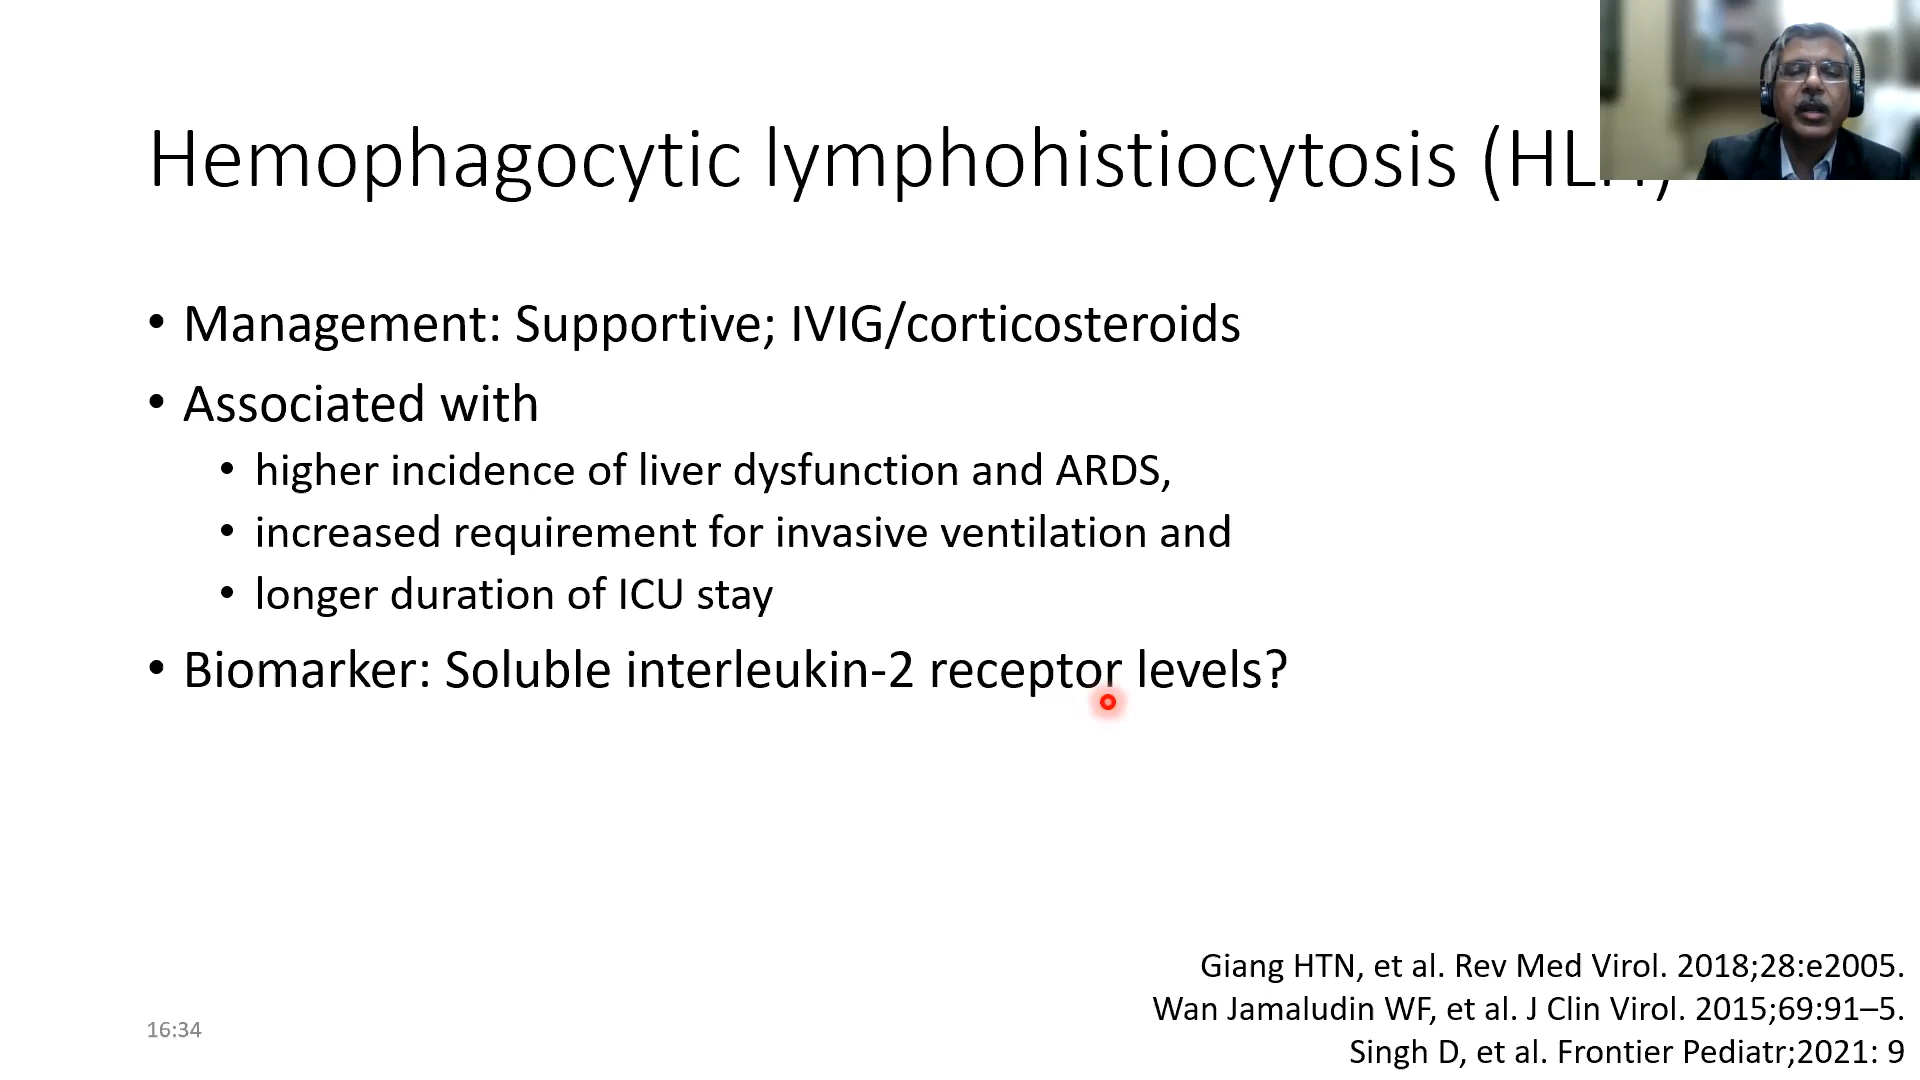 Hemophagocytic lymphohistiocytosis
• Management: Supportive; IVIG/corticosteroids
• Associated with
• higher incidence of liver dysfunction and ARDS,
• increased requirement for invasive ventilation and
• longer duration of ICU stay
• Biomarker: Soluble interleukin-2 receptor levels?
Giang HTN, et al. Rev Med Virol. 2018;28:e2005.
Wan Jamaludin WF, et al. J Clin Virol. 2015;69:91–5.
Singh D, et al. Frontier Pediatr;2021: 9
16:34